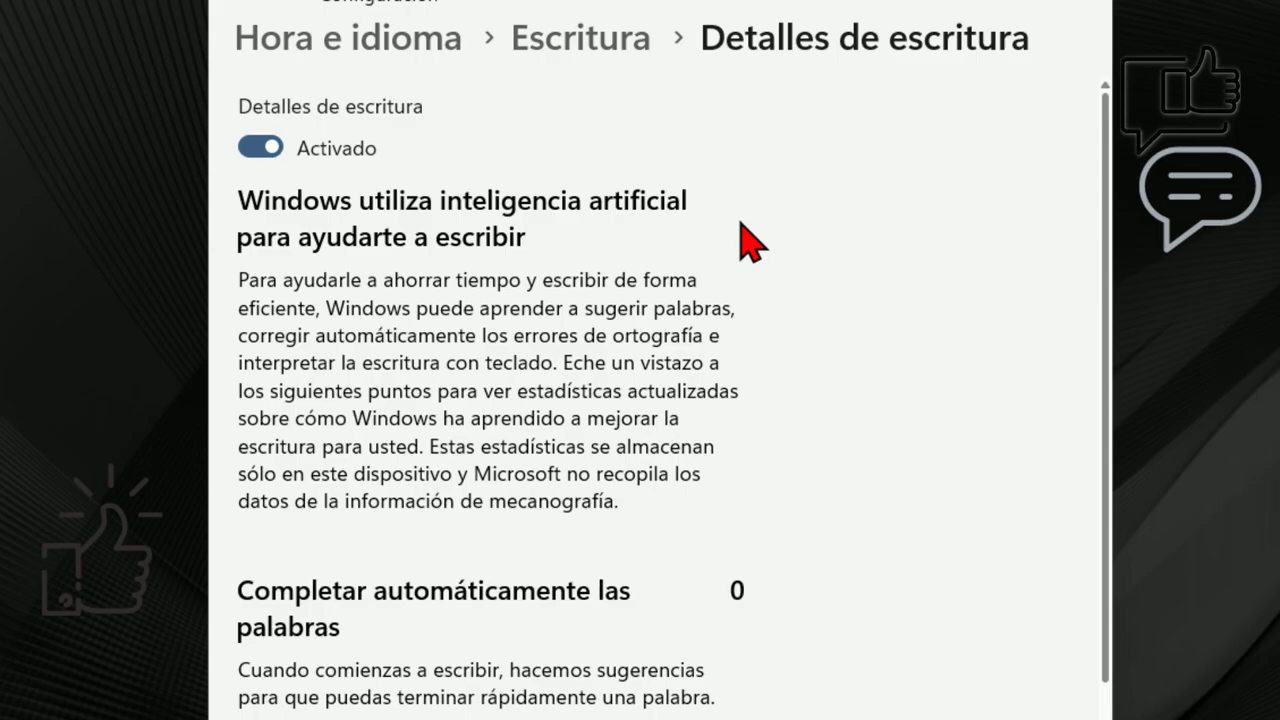 Configuración
Hora e idioma > Escritura > Detalles de escritura
Detalles de escritura
Activado
Windows utiliza inteligencia artificial
para ayudarte a escribir
Para ayudarle a ahorrar tiempo y escribir de forma
eficiente, Windows puede aprender a sugerir palabras,
corregir automáticamente los errores de ortografía e
interpretar la escritura con teclado. Eche un vistazo a
los siguientes puntos para ver estadísticas actualizadas
sobre cómo Windows ha aprendido a mejorar la
escritura para usted. Estas estadísticas se almacenan
sólo en este dispositivo y Microsoft no recopila los
datos de la información de mecanografía.
Completar automáticamente las 0
palabras
Cuando comienzas a escribir, hacemos sugerencias
para que puedas terminar rápidamente una palabra.